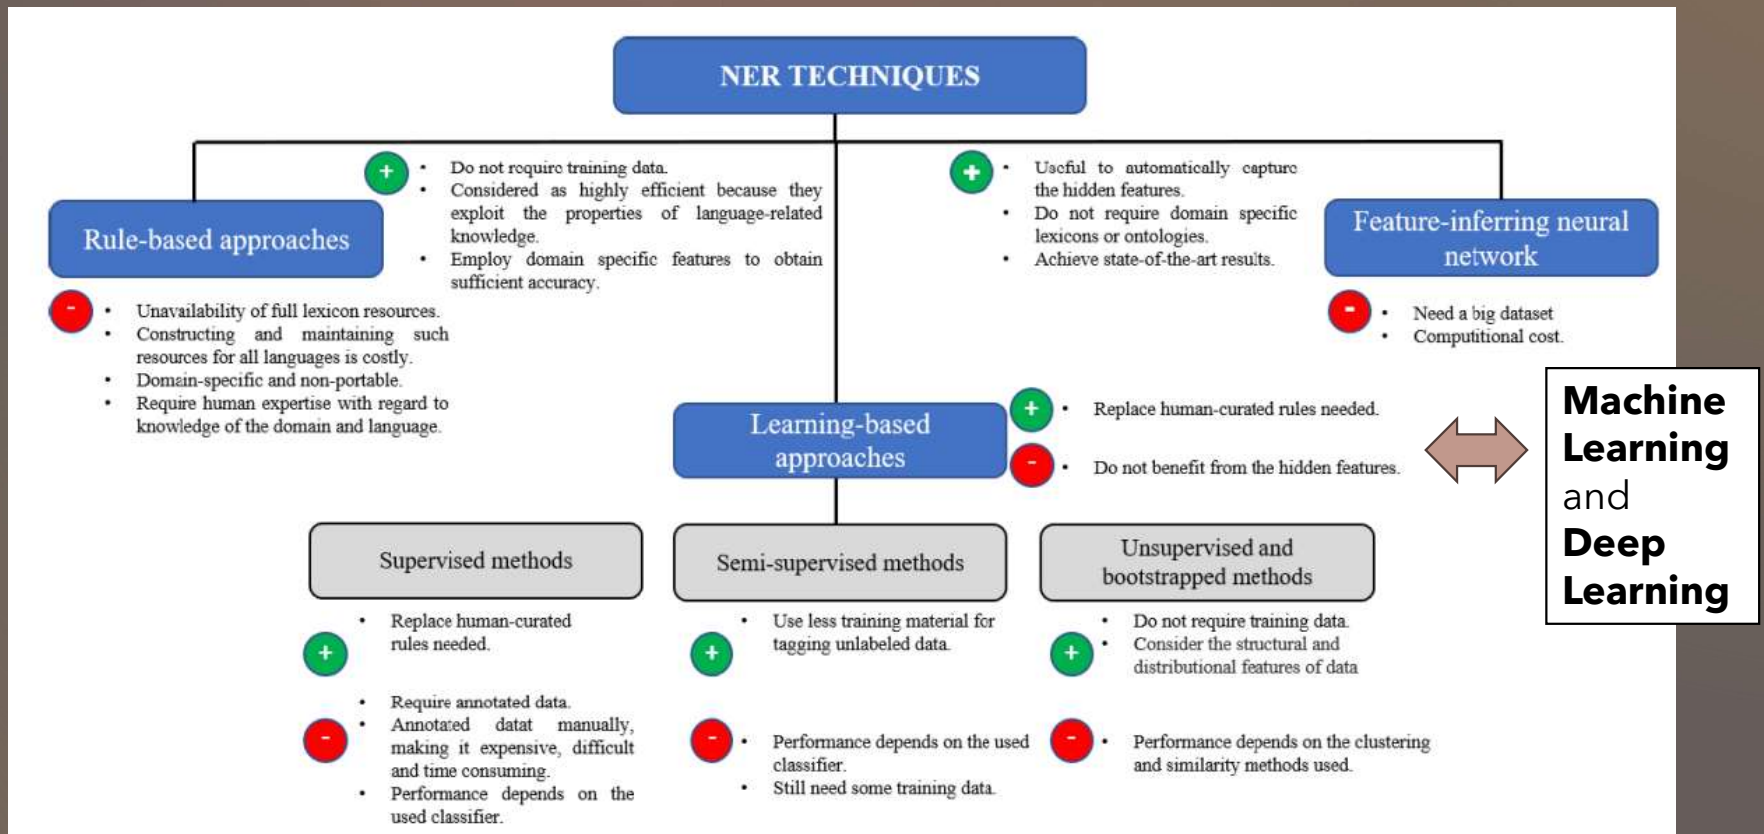 NER TECHNIQUES
+
• Do not require training data.
• Considered as highly efficient because they
exploit the properties of language-related
knowledge.
• Employ domain specific features to obtain
sufficient accuracy.
+
• Useful to automatically capture
the hidden features.
• Do not require domain specific
lexicons or ontologies.
• Achieve state-of-the-art results.
Rule-based approaches
-
• Unavailability of full lexicon resources.
• Constructing and maintaining such
resources for all languages is costly.
• Domain-specific and non-portable.
• Require human expertise with regard to
knowledge of the domain and language.
Feature-inferring neural
network
-
• Need a big dataset
• Computitional cost.
Learning-based
approaches
+
• Replace human-curated rules needed.
-
• Do not benefit from the hidden features.
Machine
Learning
and
Deep
Learning
Supervised methods
+
• Replace human-curated
rules needed.
-
• Require annotated data.
• Annotated datat manually,
making it expensive, difficult
and time consuming.
• Performance depends on the
used classifier.
Semi-supervised methods
+
• Use less training material for
tagging unlabeled data.
-
• Performance depends on the used
classifier.
• Still need some training data.
Unsupervised and
bootstrapped methods
+
• Do not require training data.
• Consider the structural and
distributional features of data
-
• Performance depends on the clustering
and similarity methods used.